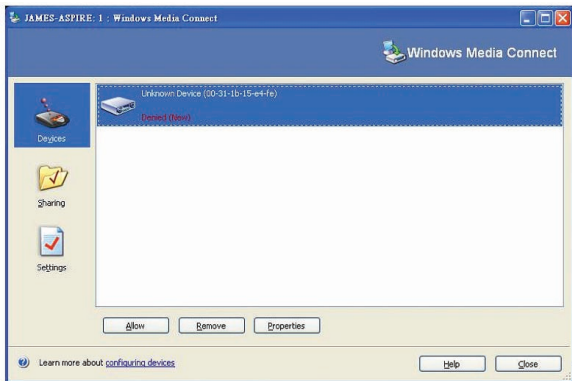 JAMES-ASPIRE: 1 : Windows Media Connect
Windows Media Connect
Devices
Unknown Device (00-31-1b-15-e4-fe)
Denied (New)
Sharing
Settings
Allow
Remove
Properties
Learn more about configuring devices
Help
Close